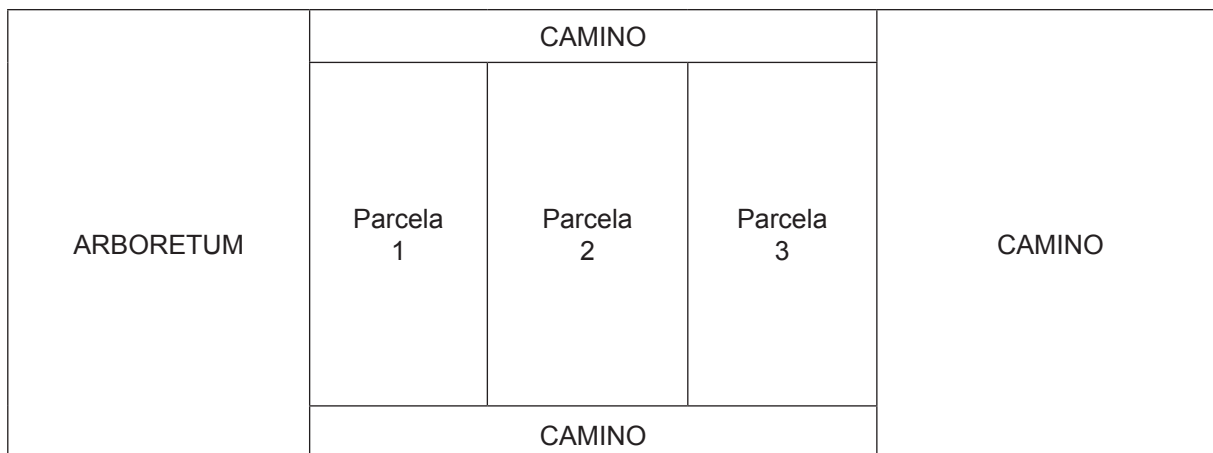 CAMINO
ARBORETUM
Parcela
1
Parcela
2
Parcela
3
CAMINO
CAMINO